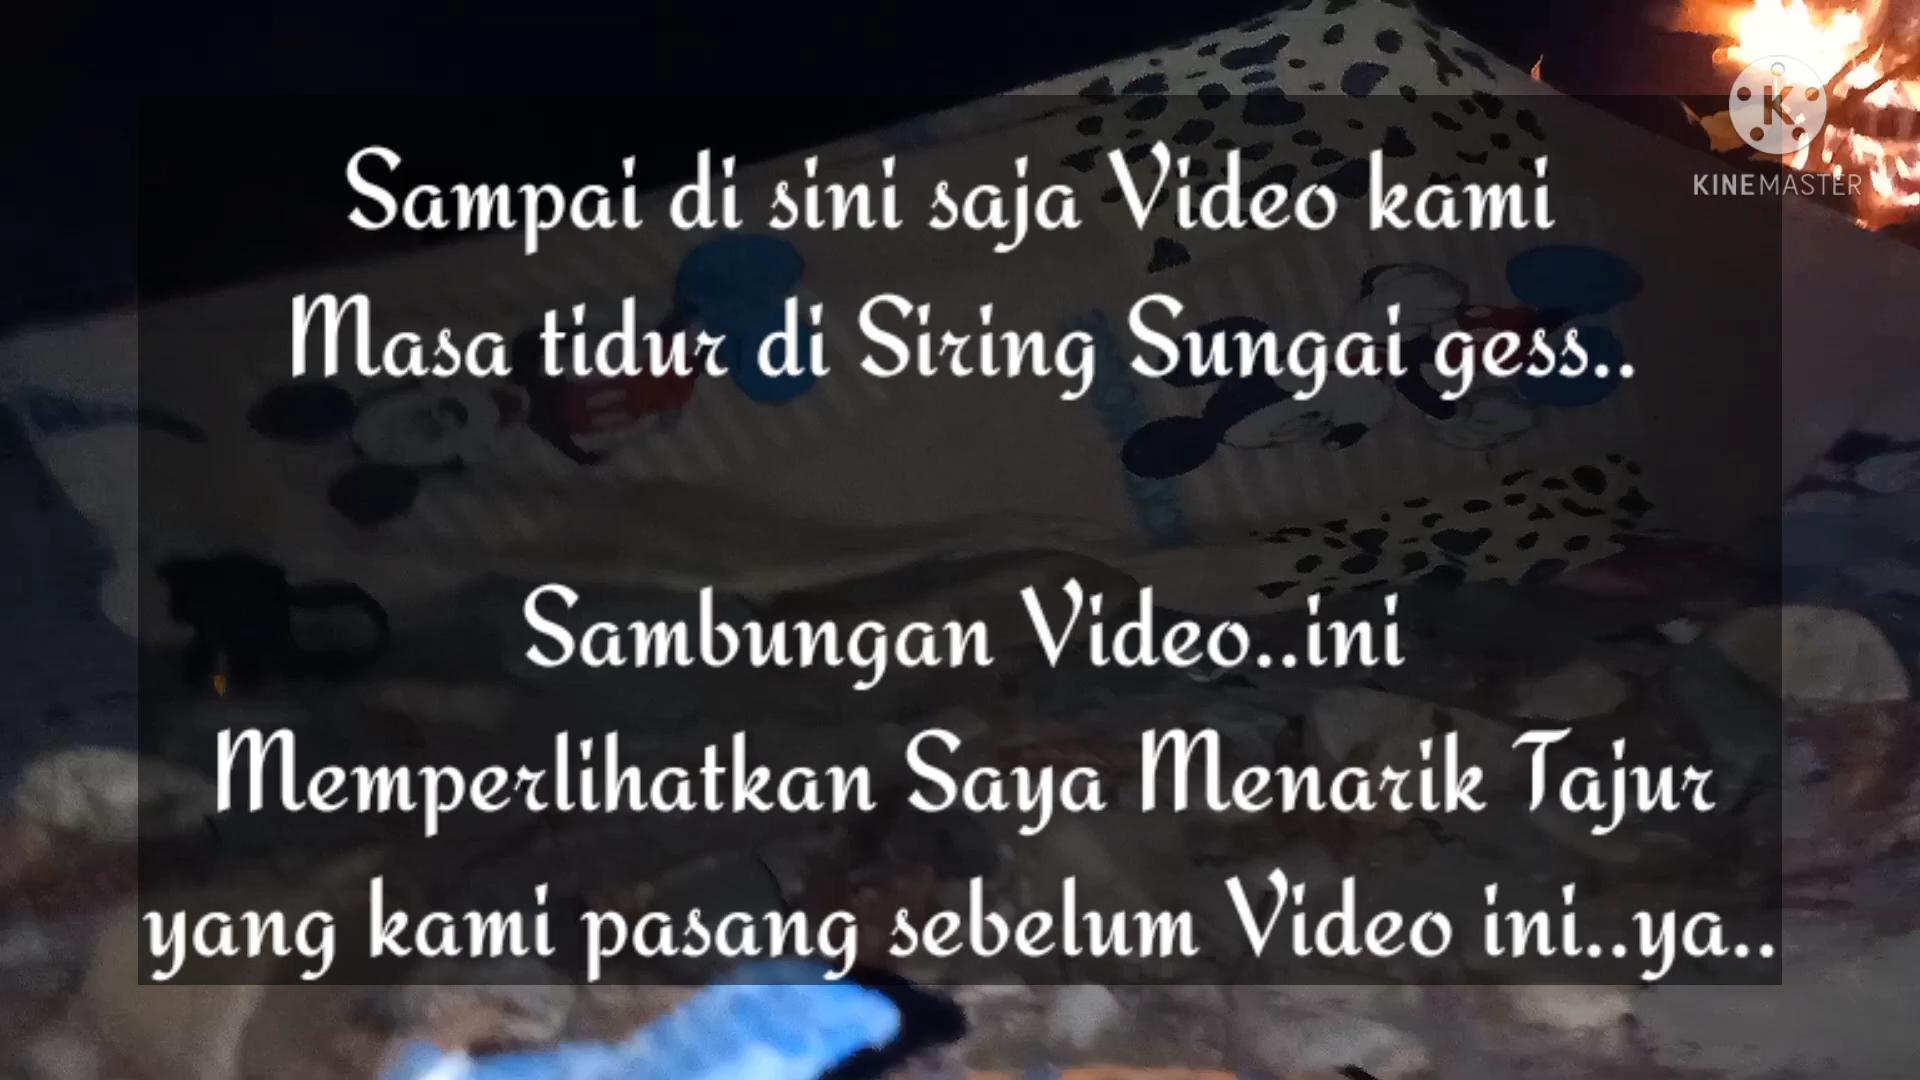 Sampai di sini saja Video kami
Masa tidur di Siring Sungai gess..
Sambungan Video..ini
Memperlihatkan Saya Menarik Tajur
yang kami pasang sebelum Video ini..ya..
K
KINEMASTER